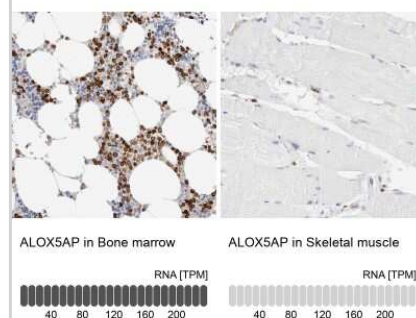 ALOX5AP in Bone marrow
ALOX5AP in Skeletal muscle
RNA [TPM]
RNA [TPM]
40 80 120 160 200
40 80 120 160 200